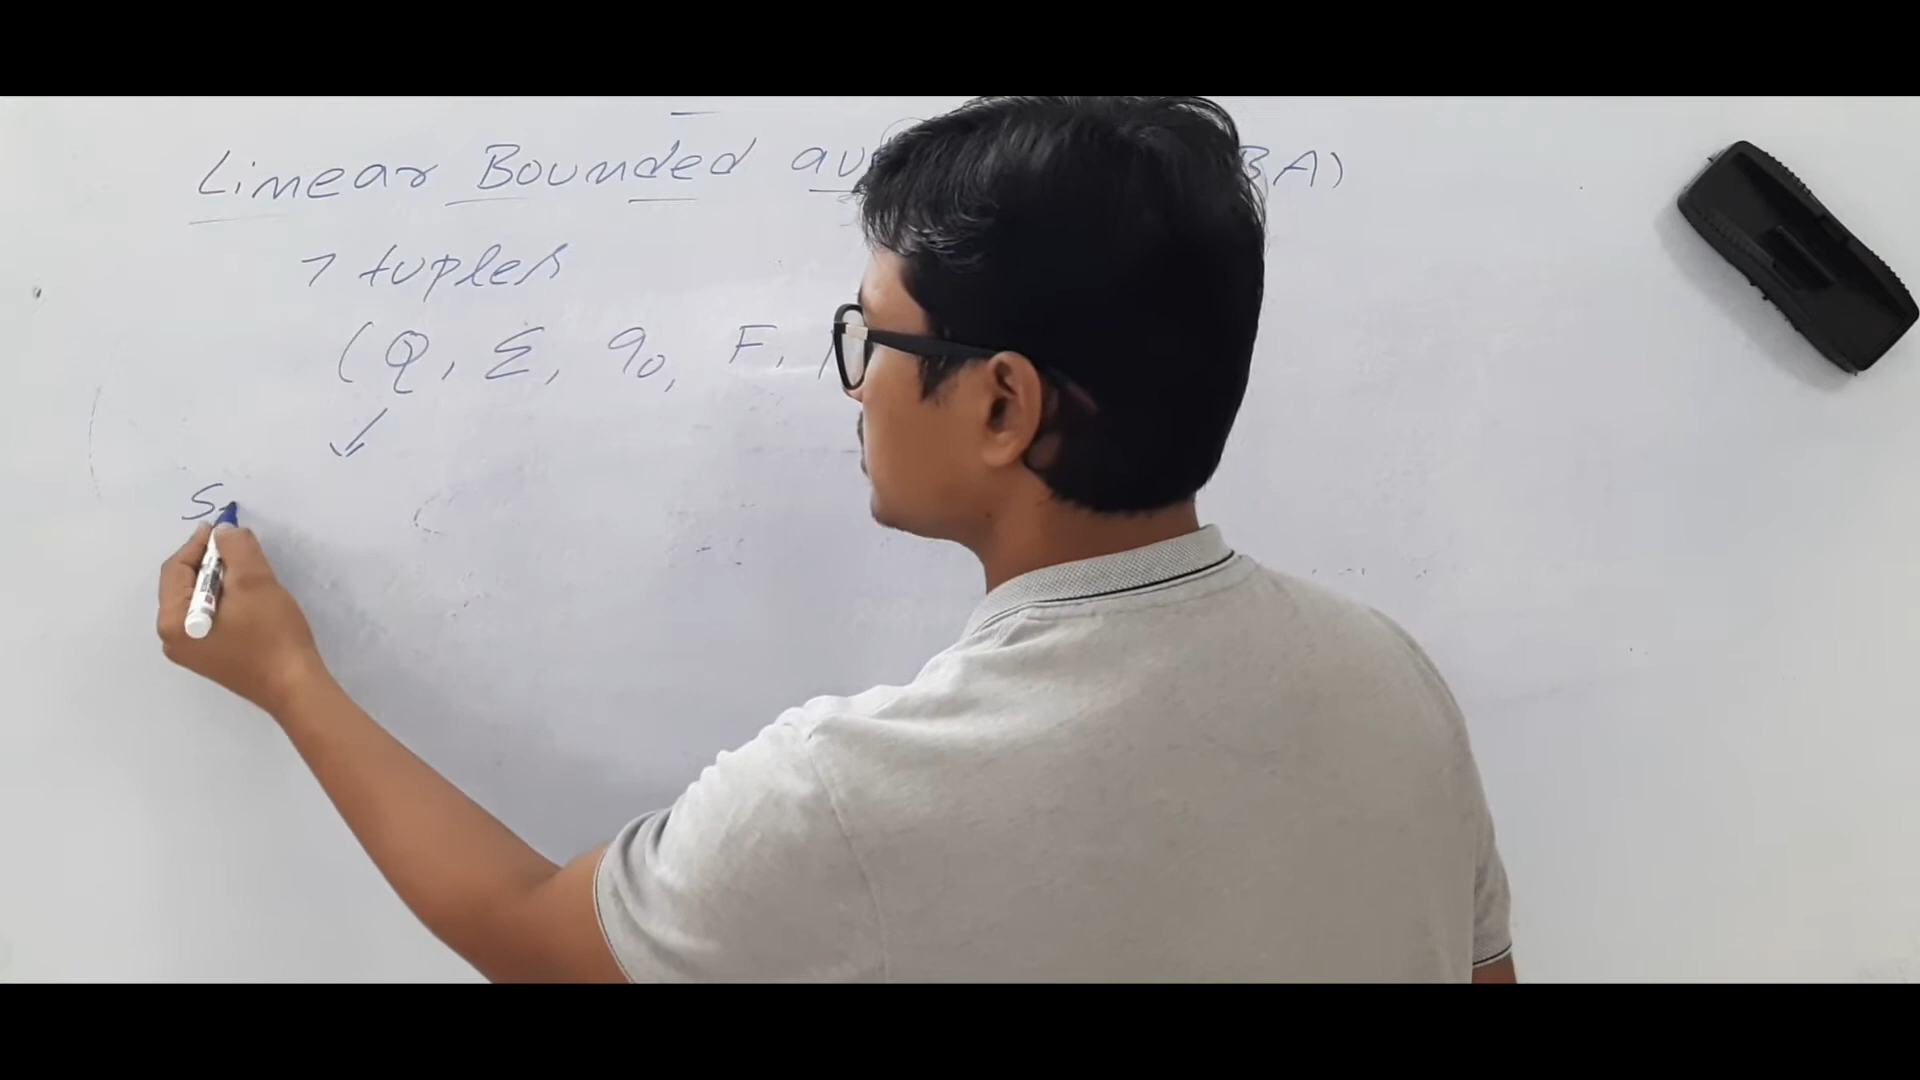 Linear Bounded au BA)
7 tuples
(Q, Σ, q0, F,
S